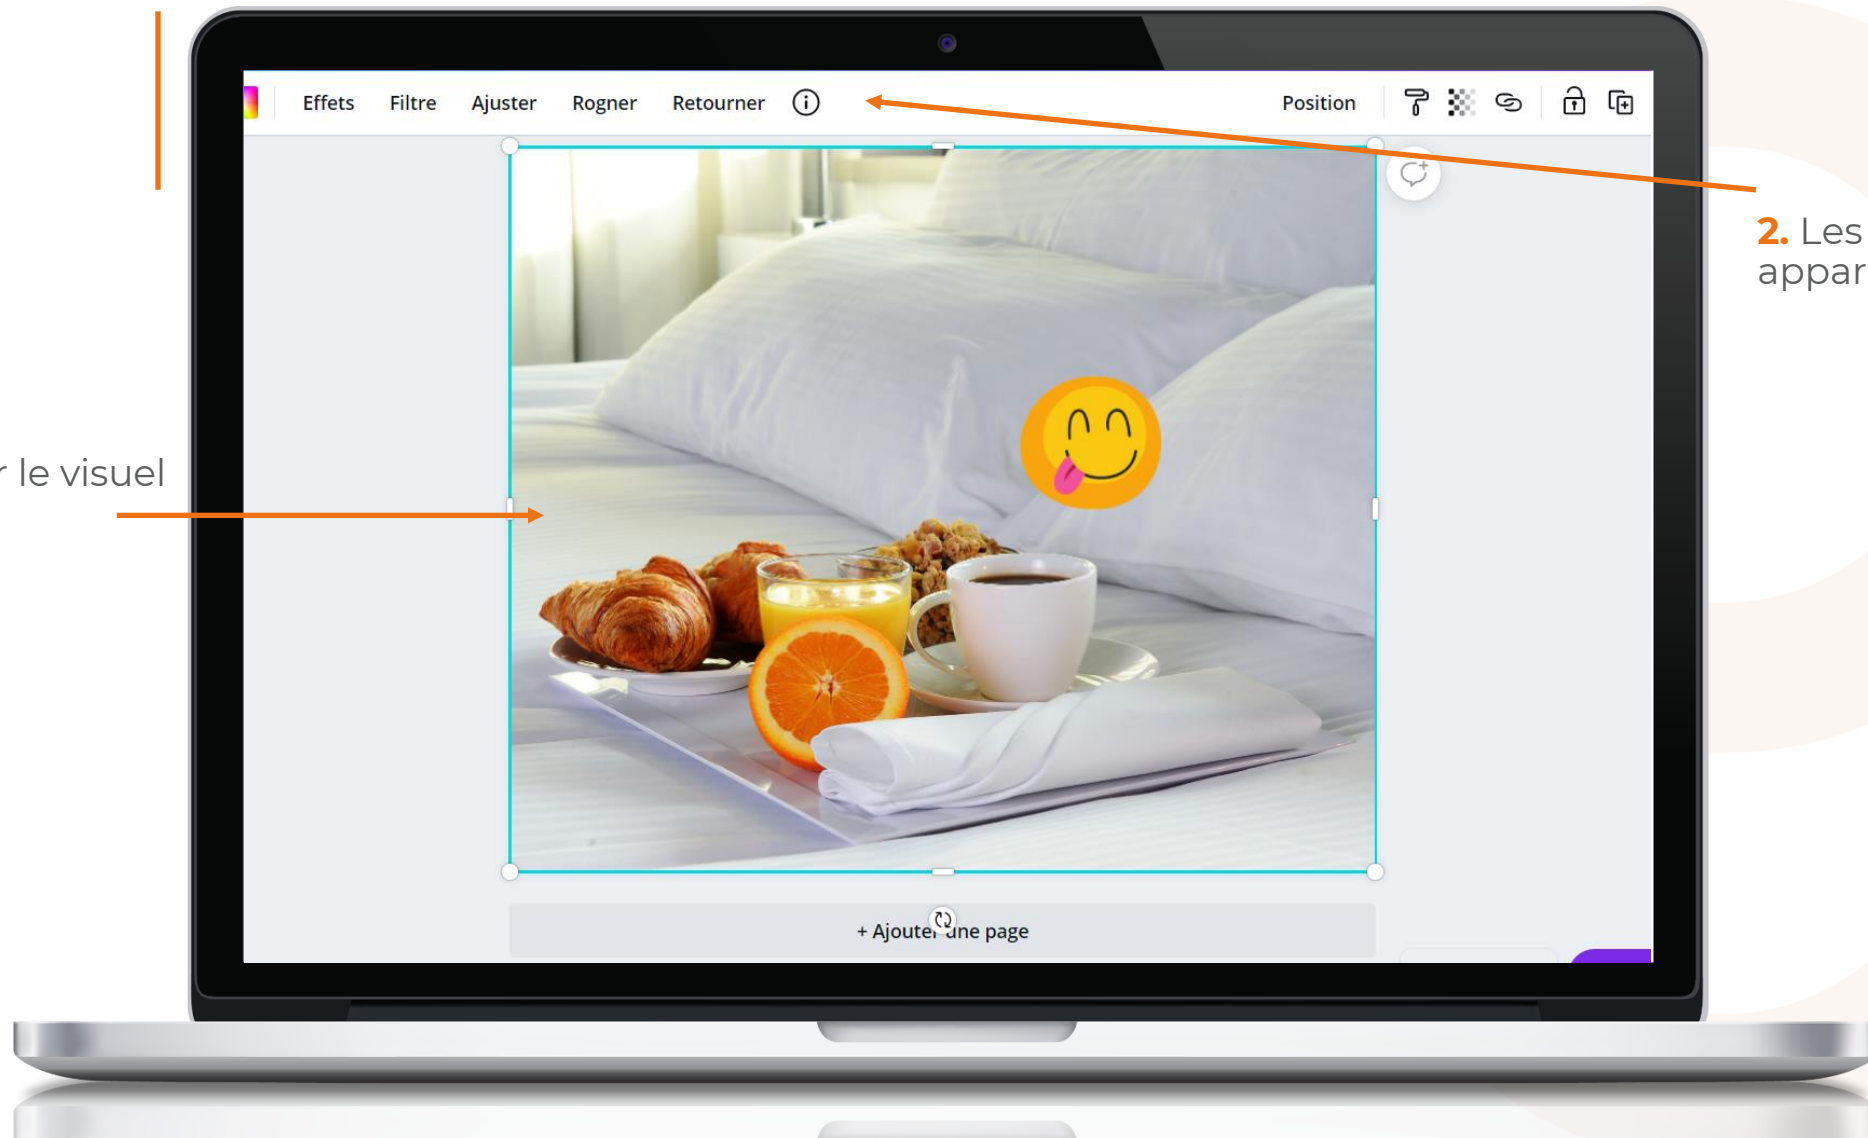 Effets Filtre Ajuster Rogner Retourner Position
2. Les
appar
r le visuel
+ Ajouter une page